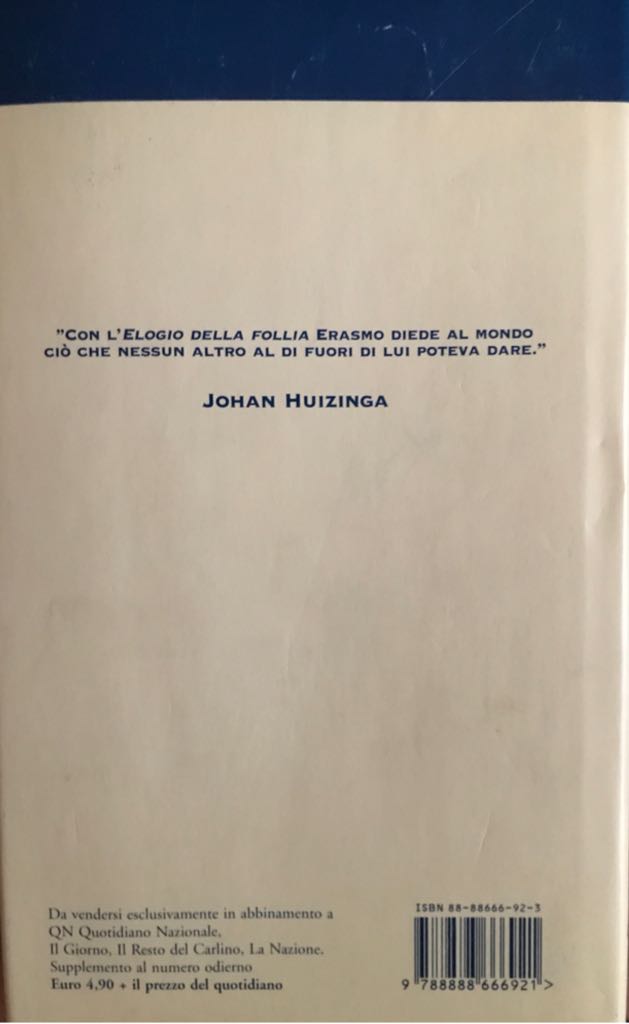 "Con l'Elogio della follia Erasmo diede al mondo
ciò che nessun altro al di fuori di lui poteva dare."
Johan Huizinga
Da vendersi esclusivamente in abbinamento a
QN Quotidiano Nazionale,
Il Giorno, Il Resto del Carlino, La Nazione.
Supplemento al numero odierno
Euro 4,90 + il prezzo del quotidiano
ISBN 88-88666-92-3
9 788888 666921 >